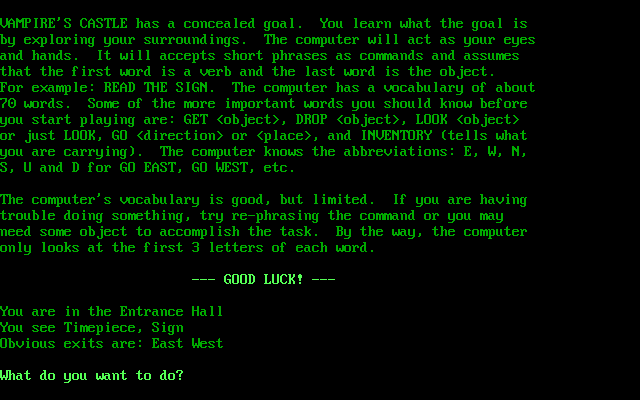 VAMPIRE'S CASTLE has a concealed goal.  You learn what the goal is
by exploring your surroundings.  The computer will act as your eyes
and hands.  It will accepts short phrases as commands and assumes
that the first word is a verb and the last word is the object.
For example: READ THE SIGN.  The computer has a vocabulary of about
70 words.  Some of the more important words you should know before
you start playing are: GET <object>, DROP <object>, LOOK <object>
or just LOOK, GO <direction> or <place>, and INVENTORY (tells what
you are carrying).  The computer knows the abbreviations: E, W, N,
S, U and D for GO EAST, GO WEST, etc.
The computer's vocabulary is good, but limited.  If you are having
trouble doing something, try re-phrasing the command or you may
need some object to accomplish the task.  By the way, the computer
only looks at the first 3 letters of each word.
--- GOOD LUCK! ---
You are in the Entrance Hall
You see Timepiece, Sign
Obvious exits are: East West
What do you want to do?